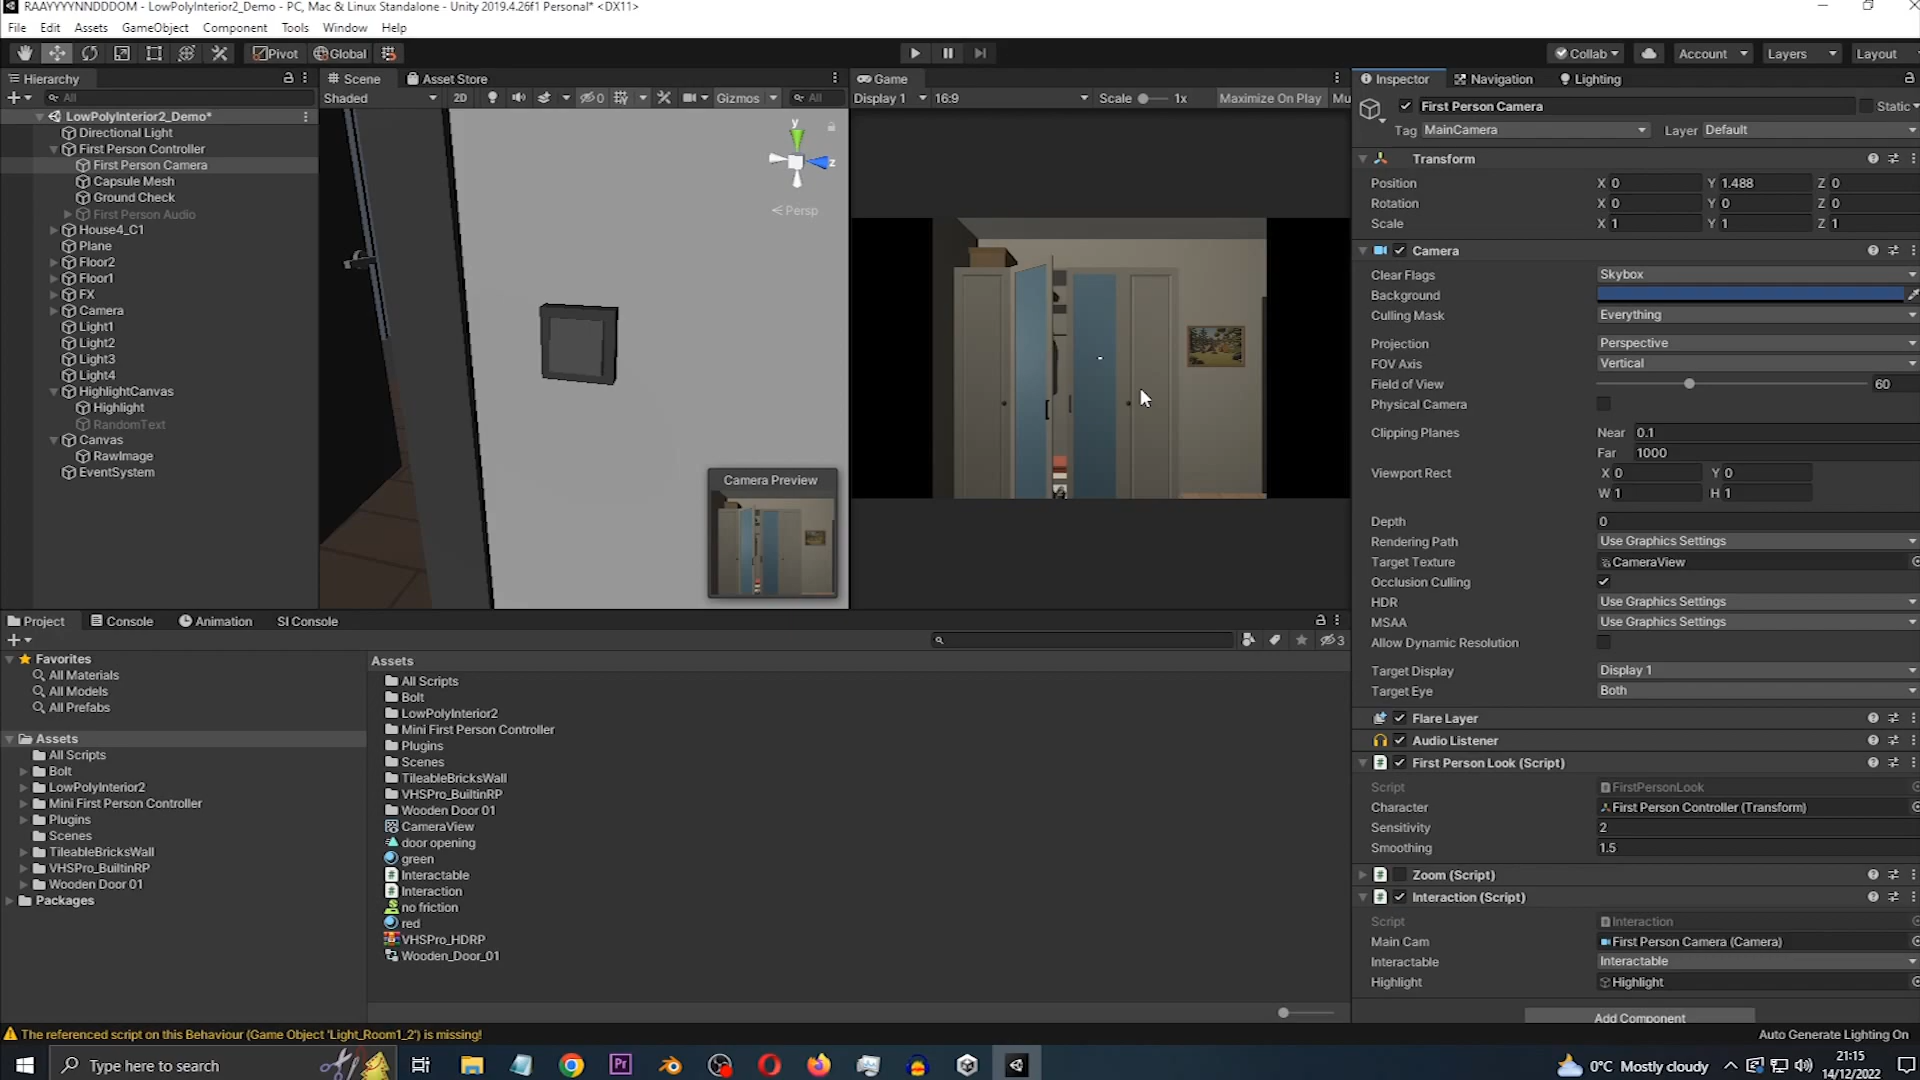 RAAYYYYNNDDDOM - LowPolyInterior2_Demo - PC, Mac & Linux Standalone - Unity 2019.4.26f1 Personal* <DX11>
File Edit Assets GameObject Component Tools Window Help
Pivot Global Collab Account Layers Layout
Hierarchy
All
LowPolyInterior2_Demo*
Directional Light
First Person Controller
First Person Camera
Capsule Mesh
Ground Check
First Person Audio
House4_C1
Plane
Floor2
Floor1
FX
Camera
Light1
Light2
Light3
Light4
HighlightCanvas
Highlight
RandomText
Canvas
RawImage
EventSystem
Scene Asset Store
Shaded 2D 0 Gizmos All
y
z
Persp
Camera Preview
Game
Display 1 16:9 Scale 1x Maximize On Play Mu
Inspector Navigation Lighting
First Person Camera Static
Tag MainCamera Layer Default
Transform
Position X 0 Y 1.488 Z 0
Rotation X 0 Y 0 Z 0
Scale X 1 Y 1 Z 1
Camera
Clear Flags Skybox
Background
Culling Mask Everything
Projection Perspective
FOV Axis Vertical
Field of View 60
Physical Camera
Clipping Planes Near 0.1
Far 1000
Viewport Rect X 0 Y 0
W 1 H 1
Depth 0
Rendering Path Use Graphics Settings
Target Texture CameraView
Occlusion Culling
HDR Use Graphics Settings
MSAA Use Graphics Settings
Allow Dynamic Resolution
Target Display Display 1
Target Eye Both
Flare Layer
Audio Listener
First Person Look (Script)
Script FirstPersonLook
Character First Person Controller (Transform)
Sensitivity 2
Smoothing 1.5
Zoom (Script)
Interaction (Script)
Script Interaction
Main Cam First Person Camera (Camera)
Interactable Interactable
Highlight Highlight
Add Component
Project Console Animation SI Console
3
Favorites
All Materials
All Models
All Prefabs
Assets
All Scripts
Bolt
LowPolyInterior2
Mini First Person Controller
Plugins
Scenes
TileableBricksWall
VHSPro_BuiltinRP
Wooden Door 01
Packages
Assets
All Scripts
Bolt
LowPolyInterior2
Mini First Person Controller
Plugins
Scenes
TileableBricksWall
VHSPro_BuiltinRP
Wooden Door 01
CameraView
door opening
green
Interactable
Interaction
no friction
red
VHSPro_HDRP
Wooden_Door_01
The referenced script on this Behaviour (Game Object 'Light_Room1_2') is missing!
Auto Generate Lighting On
Type here to search
Pr
0°C Mostly cloudy
21:15
14/12/2022